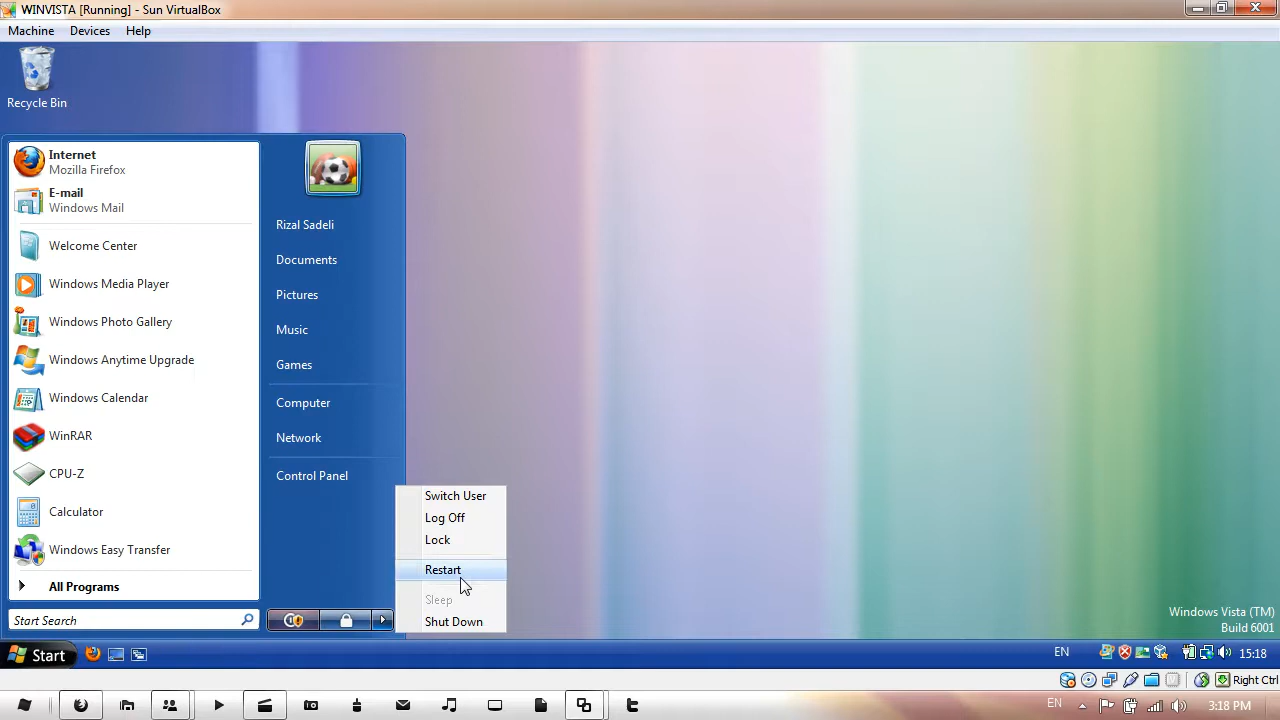 WINVISTA [Running] - Sun VirtualBox
Machine Devices Help
Recycle Bin
Internet
Mozilla Firefox
E-mail
Windows Mail
Welcome Center
Windows Media Player
Windows Photo Gallery
Windows Anytime Upgrade
Windows Calendar
WinRAR
CPU-Z
Calculator
Windows Easy Transfer
All Programs
Start Search
Rizal Sadeli
Documents
Pictures
Music
Games
Computer
Network
Control Panel
Switch User
Log Off
Lock
Restart
Sleep
Shut Down
Windows Vista (TM)
Build 6001
Start
EN
15:18
Right Ctrl
EN
3:18 PM